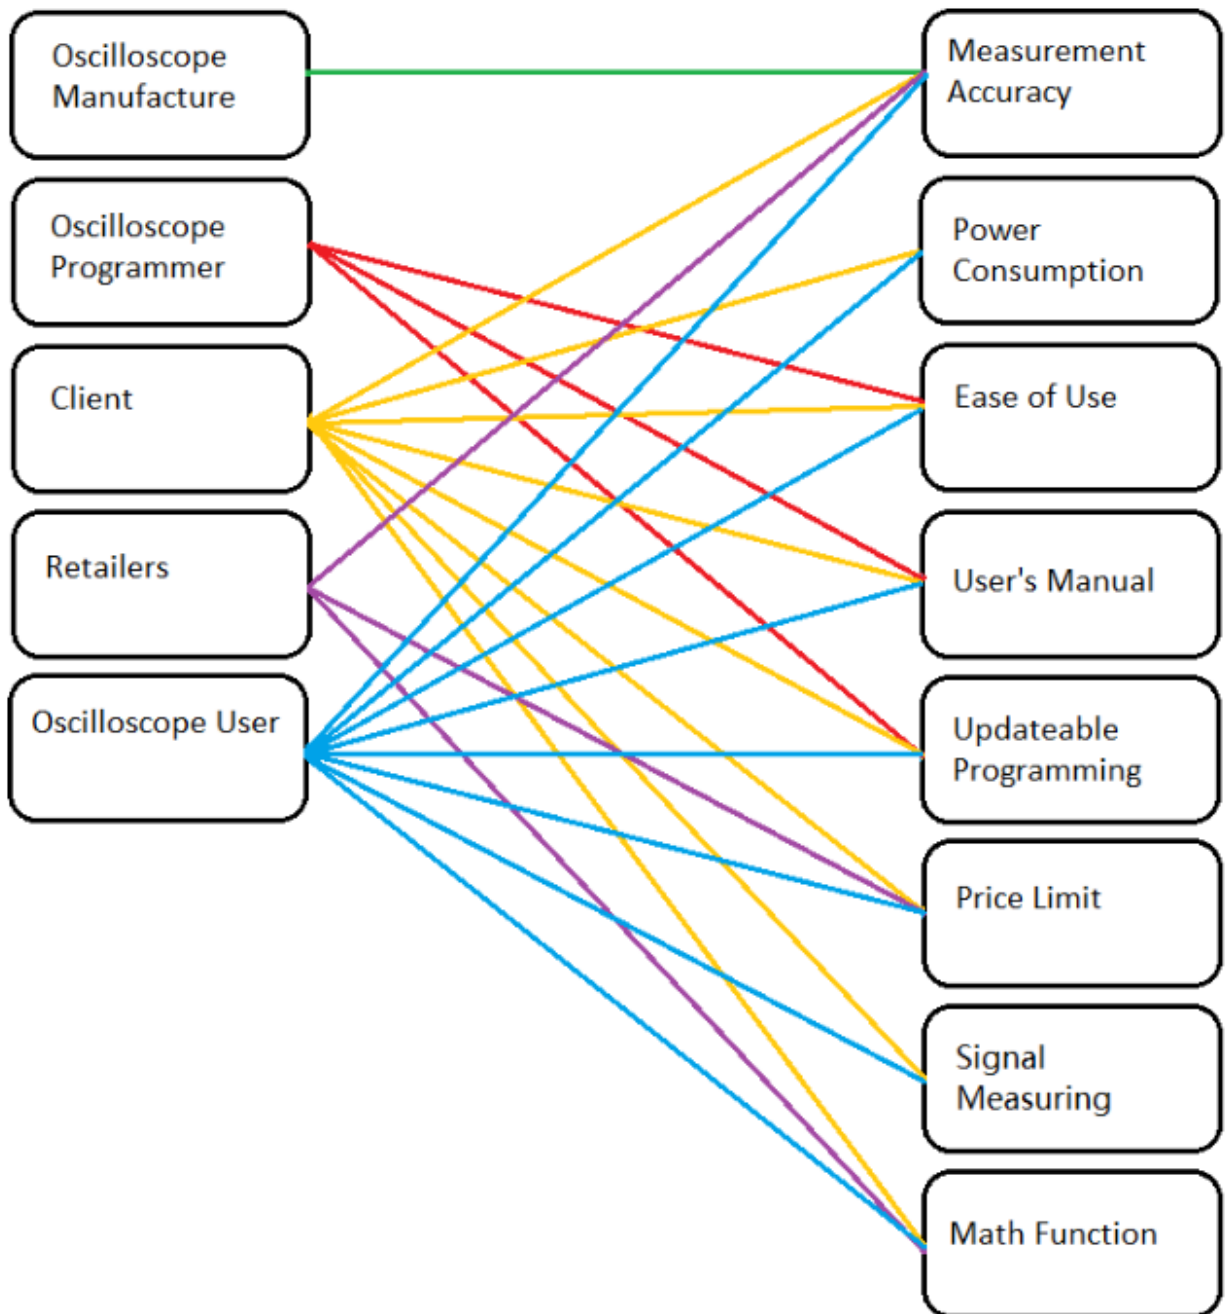 Oscilloscope
Manufacture
Oscilloscope
Programmer
Client
Retailers
Oscilloscope User
Measurement
Accuracy
Power
Consumption
Ease of Use
User's Manual
Updateable
Programming
Price Limit
Signal
Measuring
Math Function